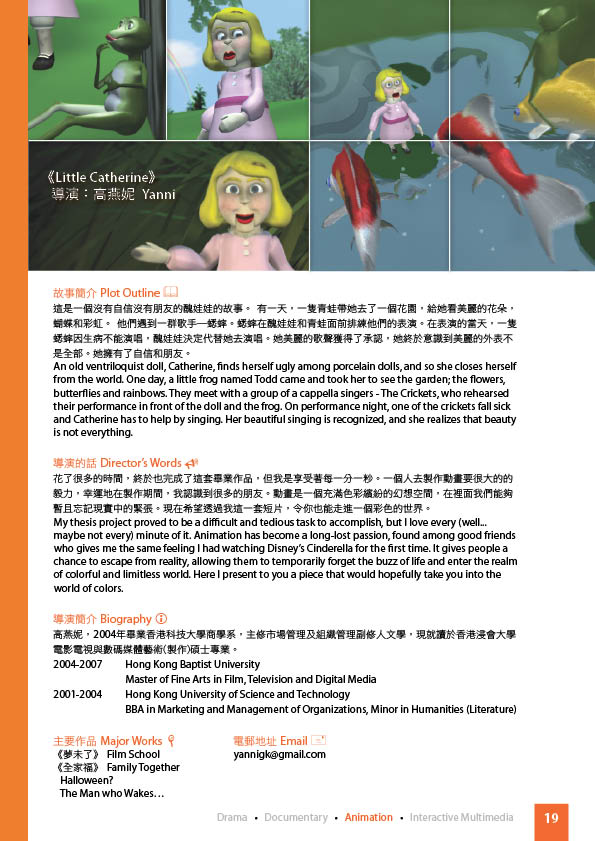 《Little Catherine》
導演：高燕妮 Yanni
故事簡介 Plot Outline
這是一個沒有自信沒有朋友的醜娃娃的故事。 有一天，一隻青蛙帶她去了一個花園，給她看美麗的花朵，
蝴蝶和彩虹。 他們遇到一群歌手—蟋蟀。蟋蟀在醜娃娃和青蛙面前排練他們的表演。在表演的當天，一隻
蟋蟀因生病不能演唱，醜娃娃決定代替她去演唱。她美麗的歌聲獲得了承認，她終於意識到美麗的外表不
是全部。她擁有了自信和朋友。
An old ventriloquist doll, Catherine, finds herself ugly among porcelain dolls, and so she closes herself
from the world. One day, a little frog named Todd came and took her to see the garden; the flowers,
butterflies and rainbows. They meet with a group of a cappella singers - The Crickets, who rehearsed
their performance in front of the doll and the frog. On performance night, one of the crickets fall sick
and Catherine has to help by singing. Her beautiful singing is recognized, and she realizes that beauty
is not everything.
導演的話 Director's Words
花了很多的時間，終於也完成了這套畢業作品，但我是享受著每一分一秒。一個人去製作動畫要很大的的
毅力，幸運地在製作期間，我認識到很多的朋友。動畫是一個充滿色彩繽紛的幻想空間，在裡面我們能夠
暫且忘記現實中的緊張。現在希望透過我這一套短片，令你也能走進一個彩色的世界。
My thesis project proved to be a difficult and tedious task to accomplish, but I love every (well...
maybe not every) minute of it. Animation has become a long-lost passion, found among good friends
who gives me the same feeling I had watching Disney's Cinderella for the first time. It gives people a
chance to escape from reality, allowing them to temporarily forget the buzz of life and enter the realm
of colorful and limitless world. Here I present to you a piece that would hopefully take you into the
world of colors.
導演簡介 Biography
高燕妮，2004年畢業香港科技大學商學系，主修市場管理及組織管理副修人文學，現就讀於香港浸會大學
電影電視與數碼媒體藝術(製作)碩士專業。
2004-2007 Hong Kong Baptist University
Master of Fine Arts in Film, Television and Digital Media
2001-2004 Hong Kong University of Science and Technology
BBA in Marketing and Management of Organizations, Minor in Humanities (Literature)
主要作品 Major Works
《夢未了》 Film School
《全家福》 Family Together
Halloween?
The Man who Wakes…
電郵地址 Email
yannigk@gmail.com
Drama • Documentary • Animation • Interactive Multimedia 19